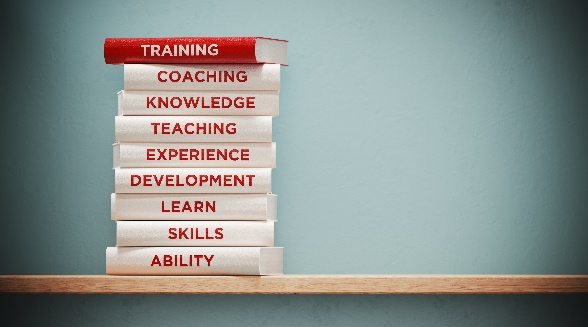 TRAINING
COACHING
KNOWLEDGE
TEACHING
EXPERIENCE
DEVELOPMENT
LEARN
SKILLS
ABILITY